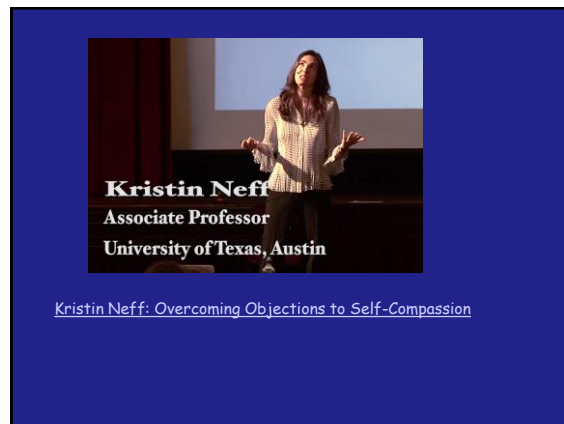 Kristin Neff
Associate Professor
University of Texas, Austin
Kristin Neff: Overcoming Objections to Self-Compassion